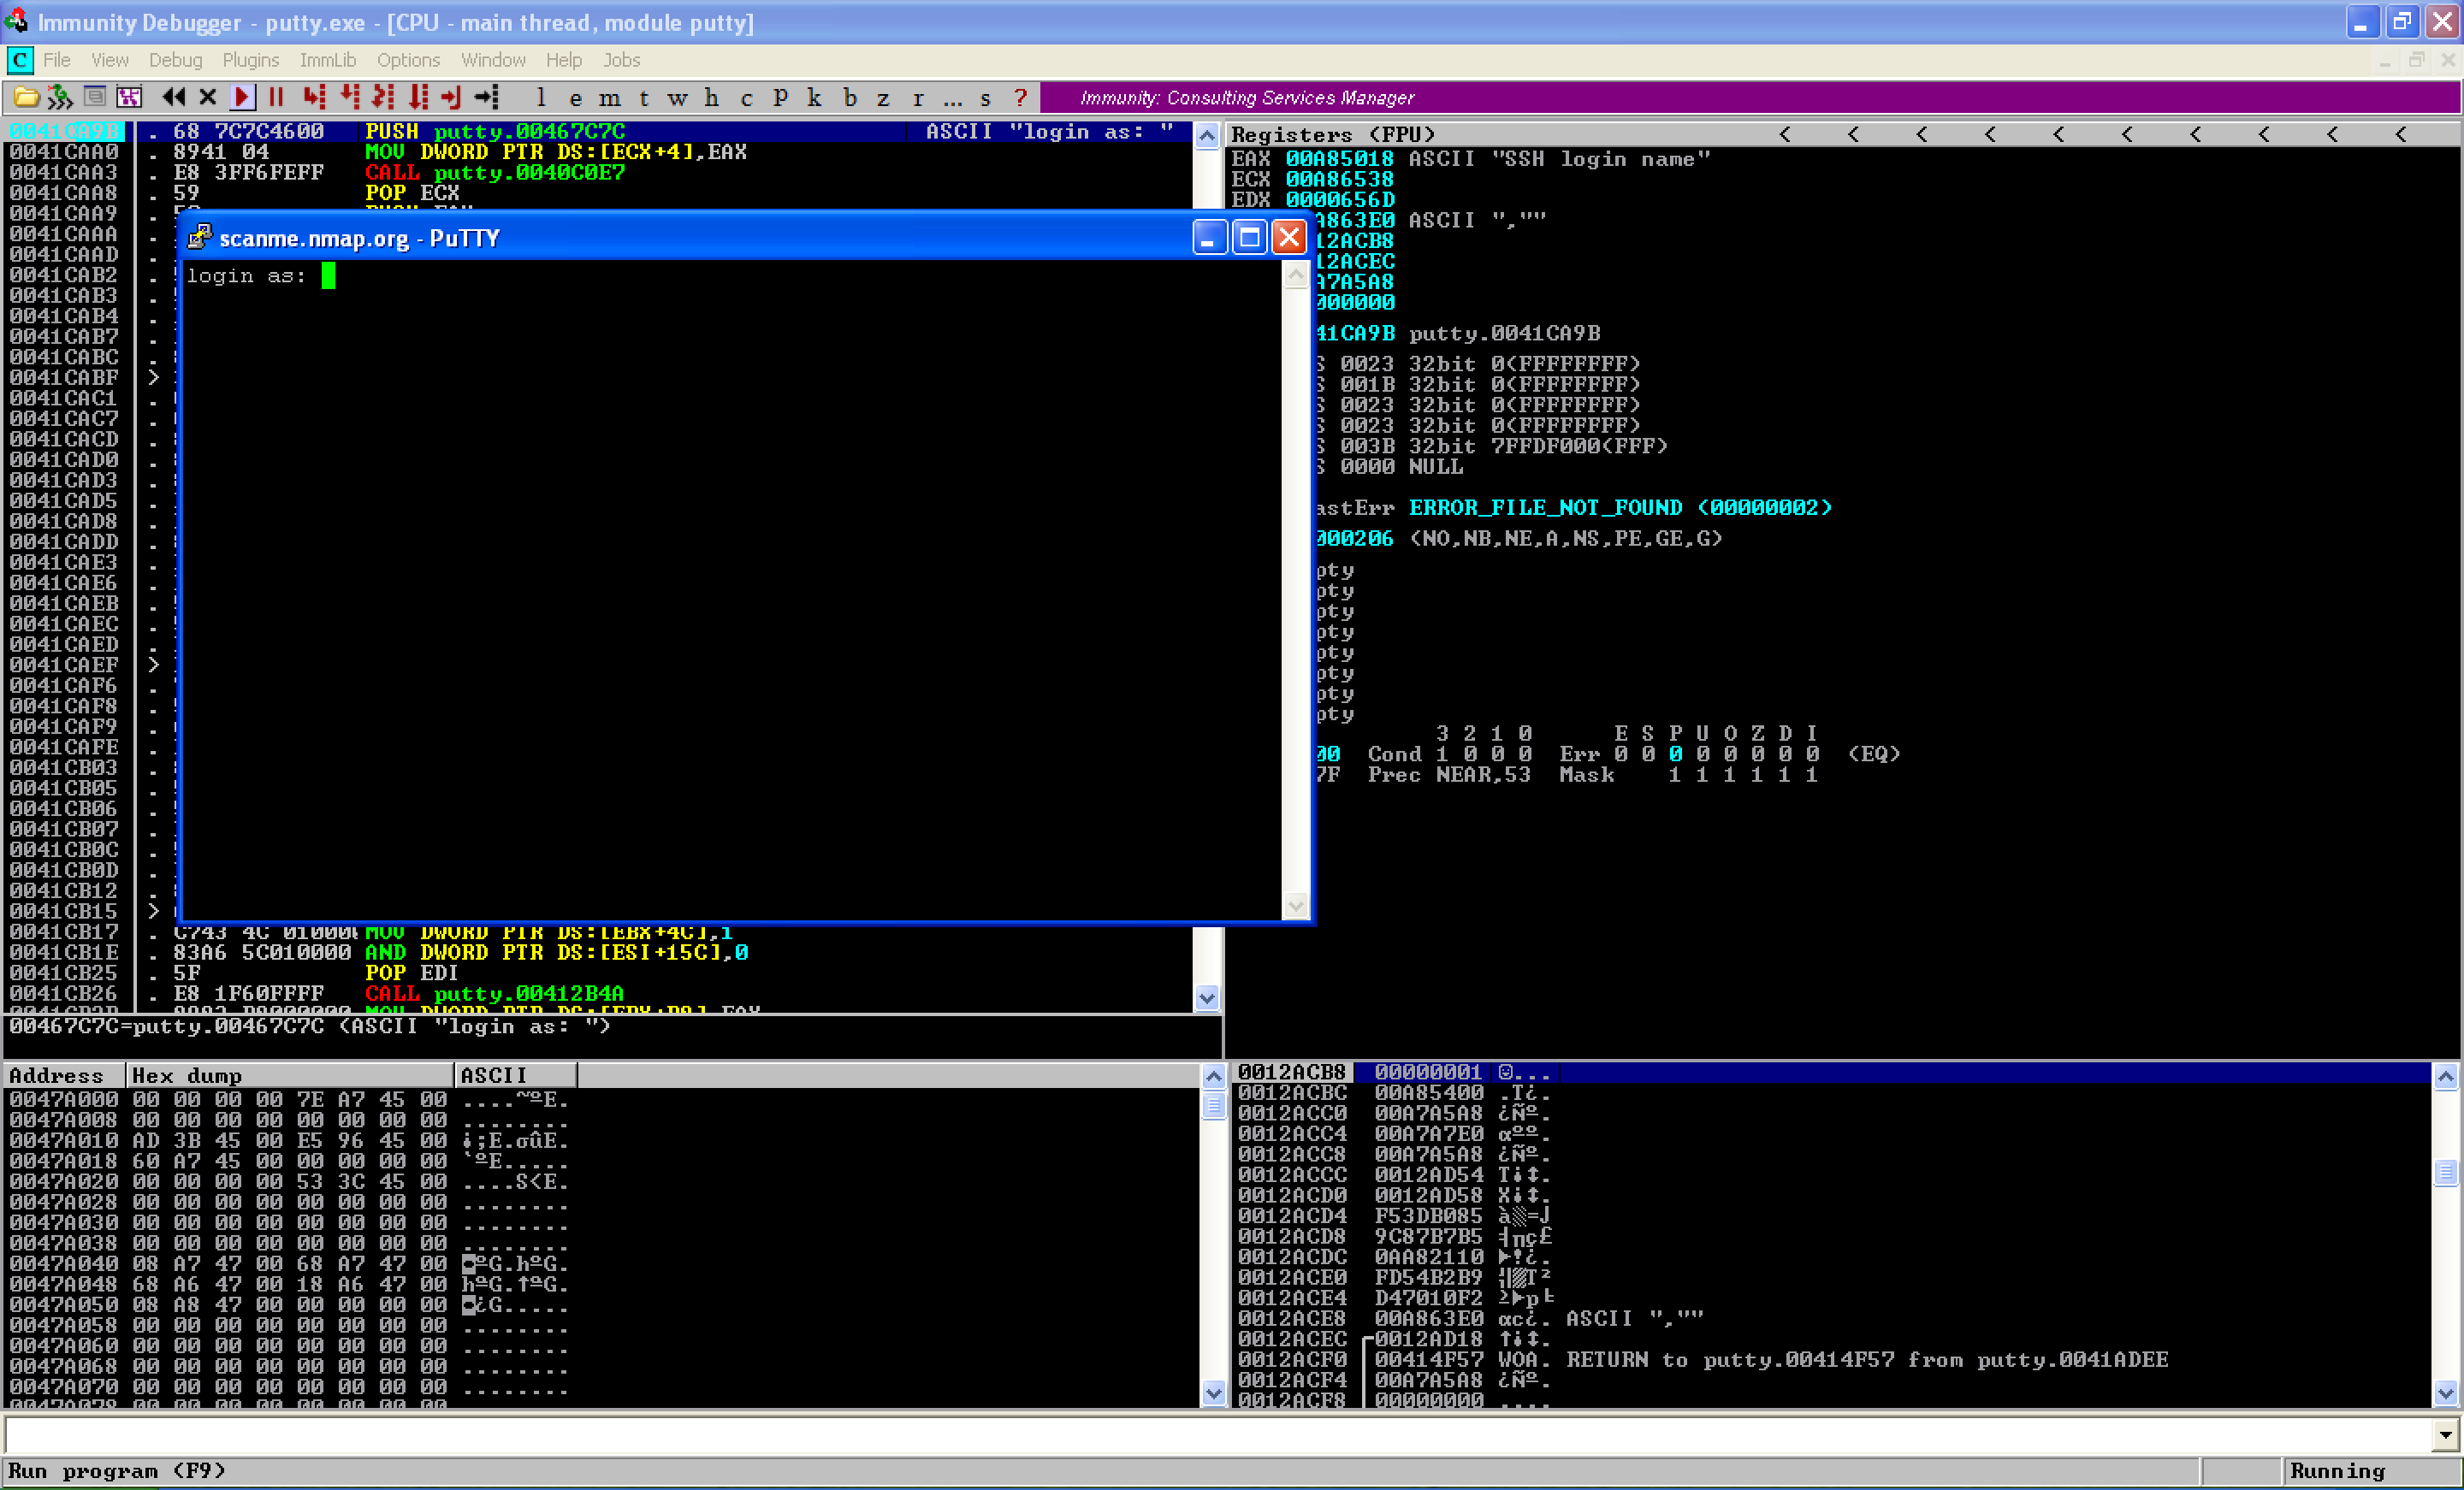 Immunity Debugger - putty.exe - [CPU - main thread, module putty]
C File View Debug Plugins ImmLib Options Window Help Jobs
l e m t w h c P k b z r ... s ? Immunity: Consulting Services Manager
0041CA9B . 68 7C7C4600 PUSH putty.00467C7C ASCII "login as: "
0041CAA0 . 8941 04 MOV DWORD PTR DS:[ECX+4],EAX
0041CAA3 . E8 3FF6FEFF CALL putty.0040C0E7
0041CAA8 . 59 POP ECX
0041CAA9 .
0041CAAA .
0041CAAD .
0041CAB2 .
0041CAB3 .
0041CAB4 .
0041CAB7 .
0041CABC .
0041CABF >
0041CAC1 .
0041CAC7 .
0041CACD .
0041CAD0 .
0041CAD3 .
0041CAD5 .
0041CAD8 .
0041CADD .
0041CAE3 .
0041CAE6 .
0041CAEB .
0041CAEC .
0041CAED .
0041CAEF >
0041CAF6 .
0041CAF8 .
0041CAF9 .
0041CAFE .
0041CB03 .
0041CB05 .
0041CB06 .
0041CB07 .
0041CB0C .
0041CB0D .
0041CB12 .
0041CB15 >
0041CB17 . C743 4C 010000 MOV DWORD PTR DS:[EBX+4C],1
0041CB1E . 83A6 5C010000 AND DWORD PTR DS:[ESI+15C],0
0041CB25 . 5F POP EDI
0041CB26 . E8 1F60FFFF CALL putty.00412B4A
00467C7C=putty.00467C7C (ASCII "login as: ")
scanme.nmap.org - PuTTY
login as:
Registers (FPU) < < < < < < < < < <
EAX 00A85018 ASCII "SSH login name"
ECX 00A86538
EDX 0000656D
A863E0 ASCII ",""
12ACB8
12ACEC
A7A5A8
000000
41CA9B putty.0041CA9B
S 0023 32bit 0(FFFFFFFF)
S 001B 32bit 0(FFFFFFFF)
S 0023 32bit 0(FFFFFFFF)
S 0023 32bit 0(FFFFFFFF)
S 003B 32bit 7FFDF000(FFF)
S 0000 NULL
astErr ERROR_FILE_NOT_FOUND (00000002)
000206 (NO,NB,NE,A,NS,PE,GE,G)
pty
pty
pty
pty
pty
pty
pty
pty
3 2 1 0 E S P U O Z D I
00 Cond 1 0 0 0 Err 0 0 0 0 0 0 0 0 (EQ)
7F Prec NEAR,53 Mask 1 1 1 1 1 1
Address Hex dump ASCII
0047A000 00 00 00 00 7E A7 45 00 ....~ºE.
0047A008 00 00 00 00 00 00 00 00 ........
0047A010 AD 3B 45 00 E5 96 45 00 ¡;E.σûE.
0047A018 60 A7 45 00 00 00 00 00 `ºE.....
0047A020 00 00 00 00 53 3C 45 00 ....S<E.
0047A028 00 00 00 00 00 00 00 00 ........
0047A030 00 00 00 00 00 00 00 00 ........
0047A038 00 00 00 00 00 00 00 00 ........
0047A040 08 A7 47 00 68 A7 47 00 ◘ºG.hºG.
0047A048 68 A6 47 00 18 A6 47 00 hªG.↑ªG.
0047A050 08 A8 47 00 00 00 00 00 ◘¿G.....
0047A058 00 00 00 00 00 00 00 00 ........
0047A060 00 00 00 00 00 00 00 00 ........
0047A068 00 00 00 00 00 00 00 00 ........
0047A070 00 00 00 00 00 00 00 00 ........
0047A078 00 00 00 00 00 00 00 00
0012ACB8 00000001 ☺...
0012ACBC 00A85400 .T¿.
0012ACC0 00A7A5A8 ¿Ñº.
0012ACC4 00A7A7E0 αºº.
0012ACC8 00A7A5A8 ¿Ñº.
0012ACCC 0012AD54 T¡↕.
0012ACD0 0012AD58 X¡↕.
0012ACD4 F53DB085 à░=⌡
0012ACD8 9C87B7B5 ╡╖ç£
0012ACDC 0AA82110 ►!¿.
0012ACE0 FD54B2B9 ╣▓T²
0012ACE4 D47010F2 ≥►p╘
0012ACE8 00A863E0 αc¿. ASCII ",""
0012ACEC 0012AD18 ↑¡↕.
0012ACF0 00414F57 WOA. RETURN to putty.00414F57 from putty.0041ADEE
0012ACF4 00A7A5A8 ¿Ñº.
0012ACF8 00000000 ....
Run program (F9) Running